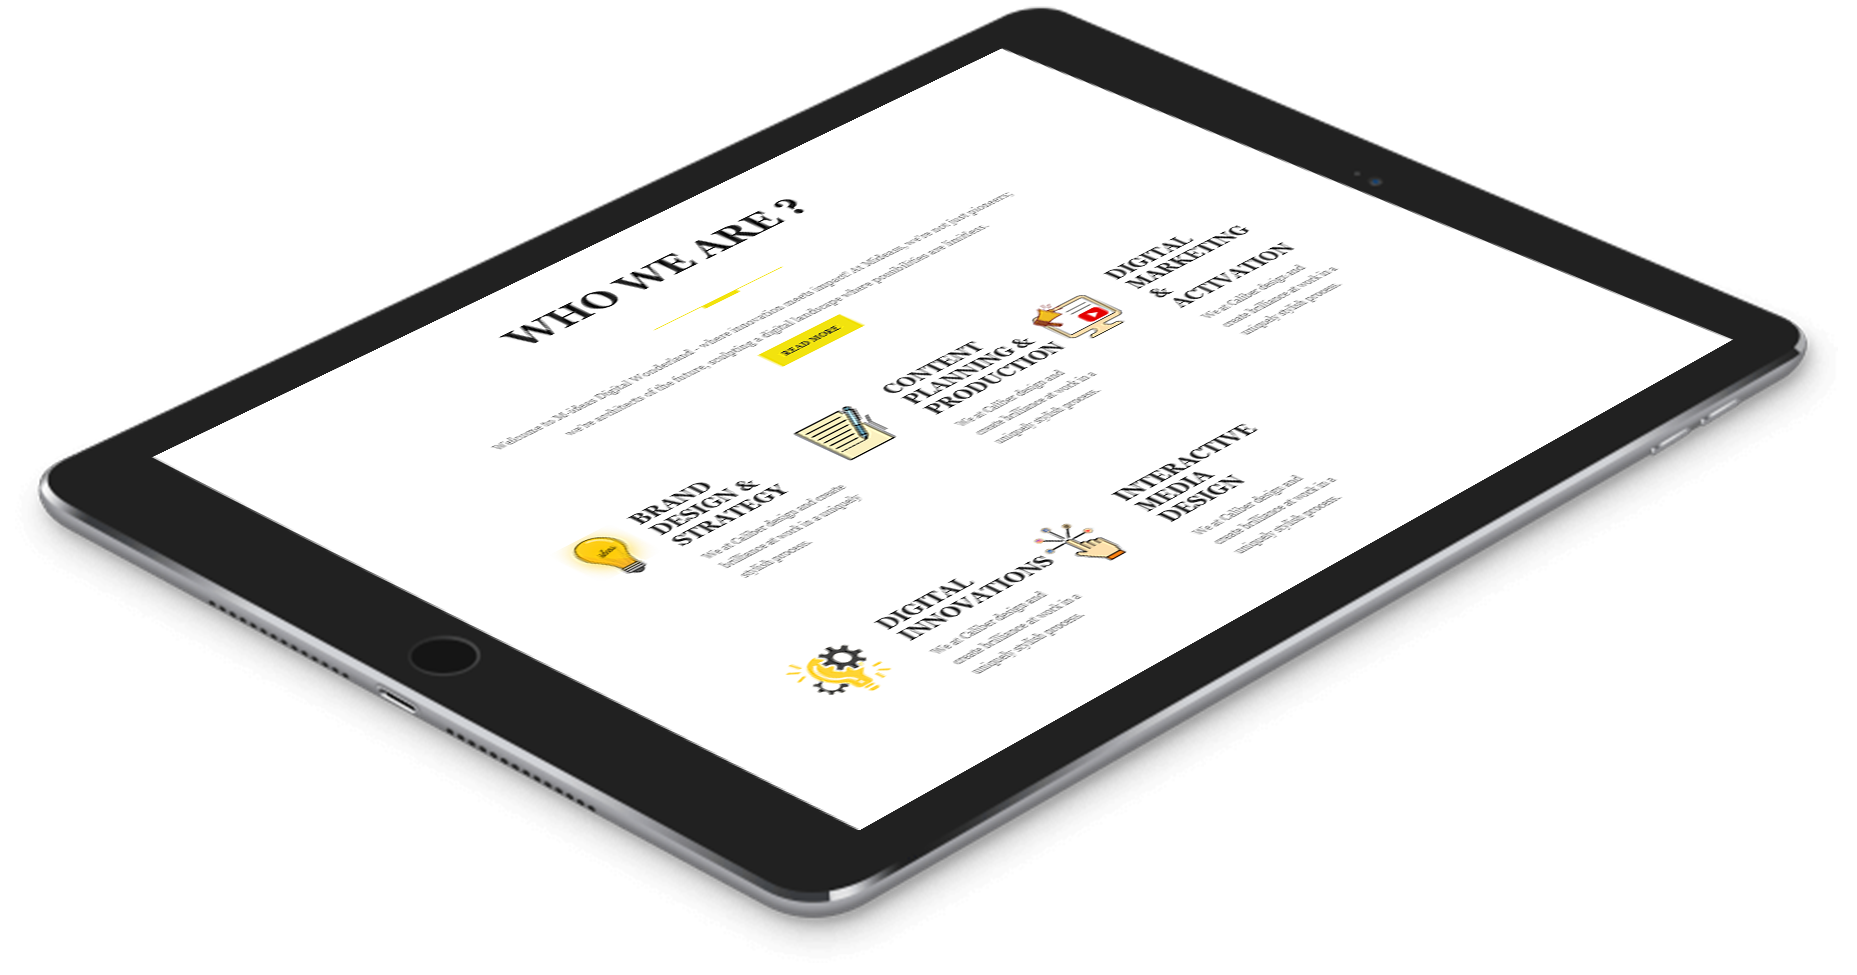 WHO WE ARE ?
Welcome to M-ideas Digital Wonderland - where innovation meets impact! At Mideam, we're not just pioneers;
we're architects of the future, sculpting a digital landscape where possibilities are limitless.
READ MORE
BRAND
DESIGN &
STRATEGY
We at Caliber design and create
brilliance at work in a uniquely
stylish process.
CONTENT
PLANNING &
PRODUCTION
We at Caliber design and
create brilliance at work in a
uniquely stylish process.
DIGITAL
MARKETING
&
ACTIVATION
We at Caliber design and
create brilliance at work in a
uniquely stylish process.
DIGITAL
INNOVATIONS
We at Caliber design and
create brilliance at work in a
uniquely stylish process.
INTERACTIVE
MEDIA
DESIGN
We at Caliber design and
create brilliance at work in a
uniquely stylish process.